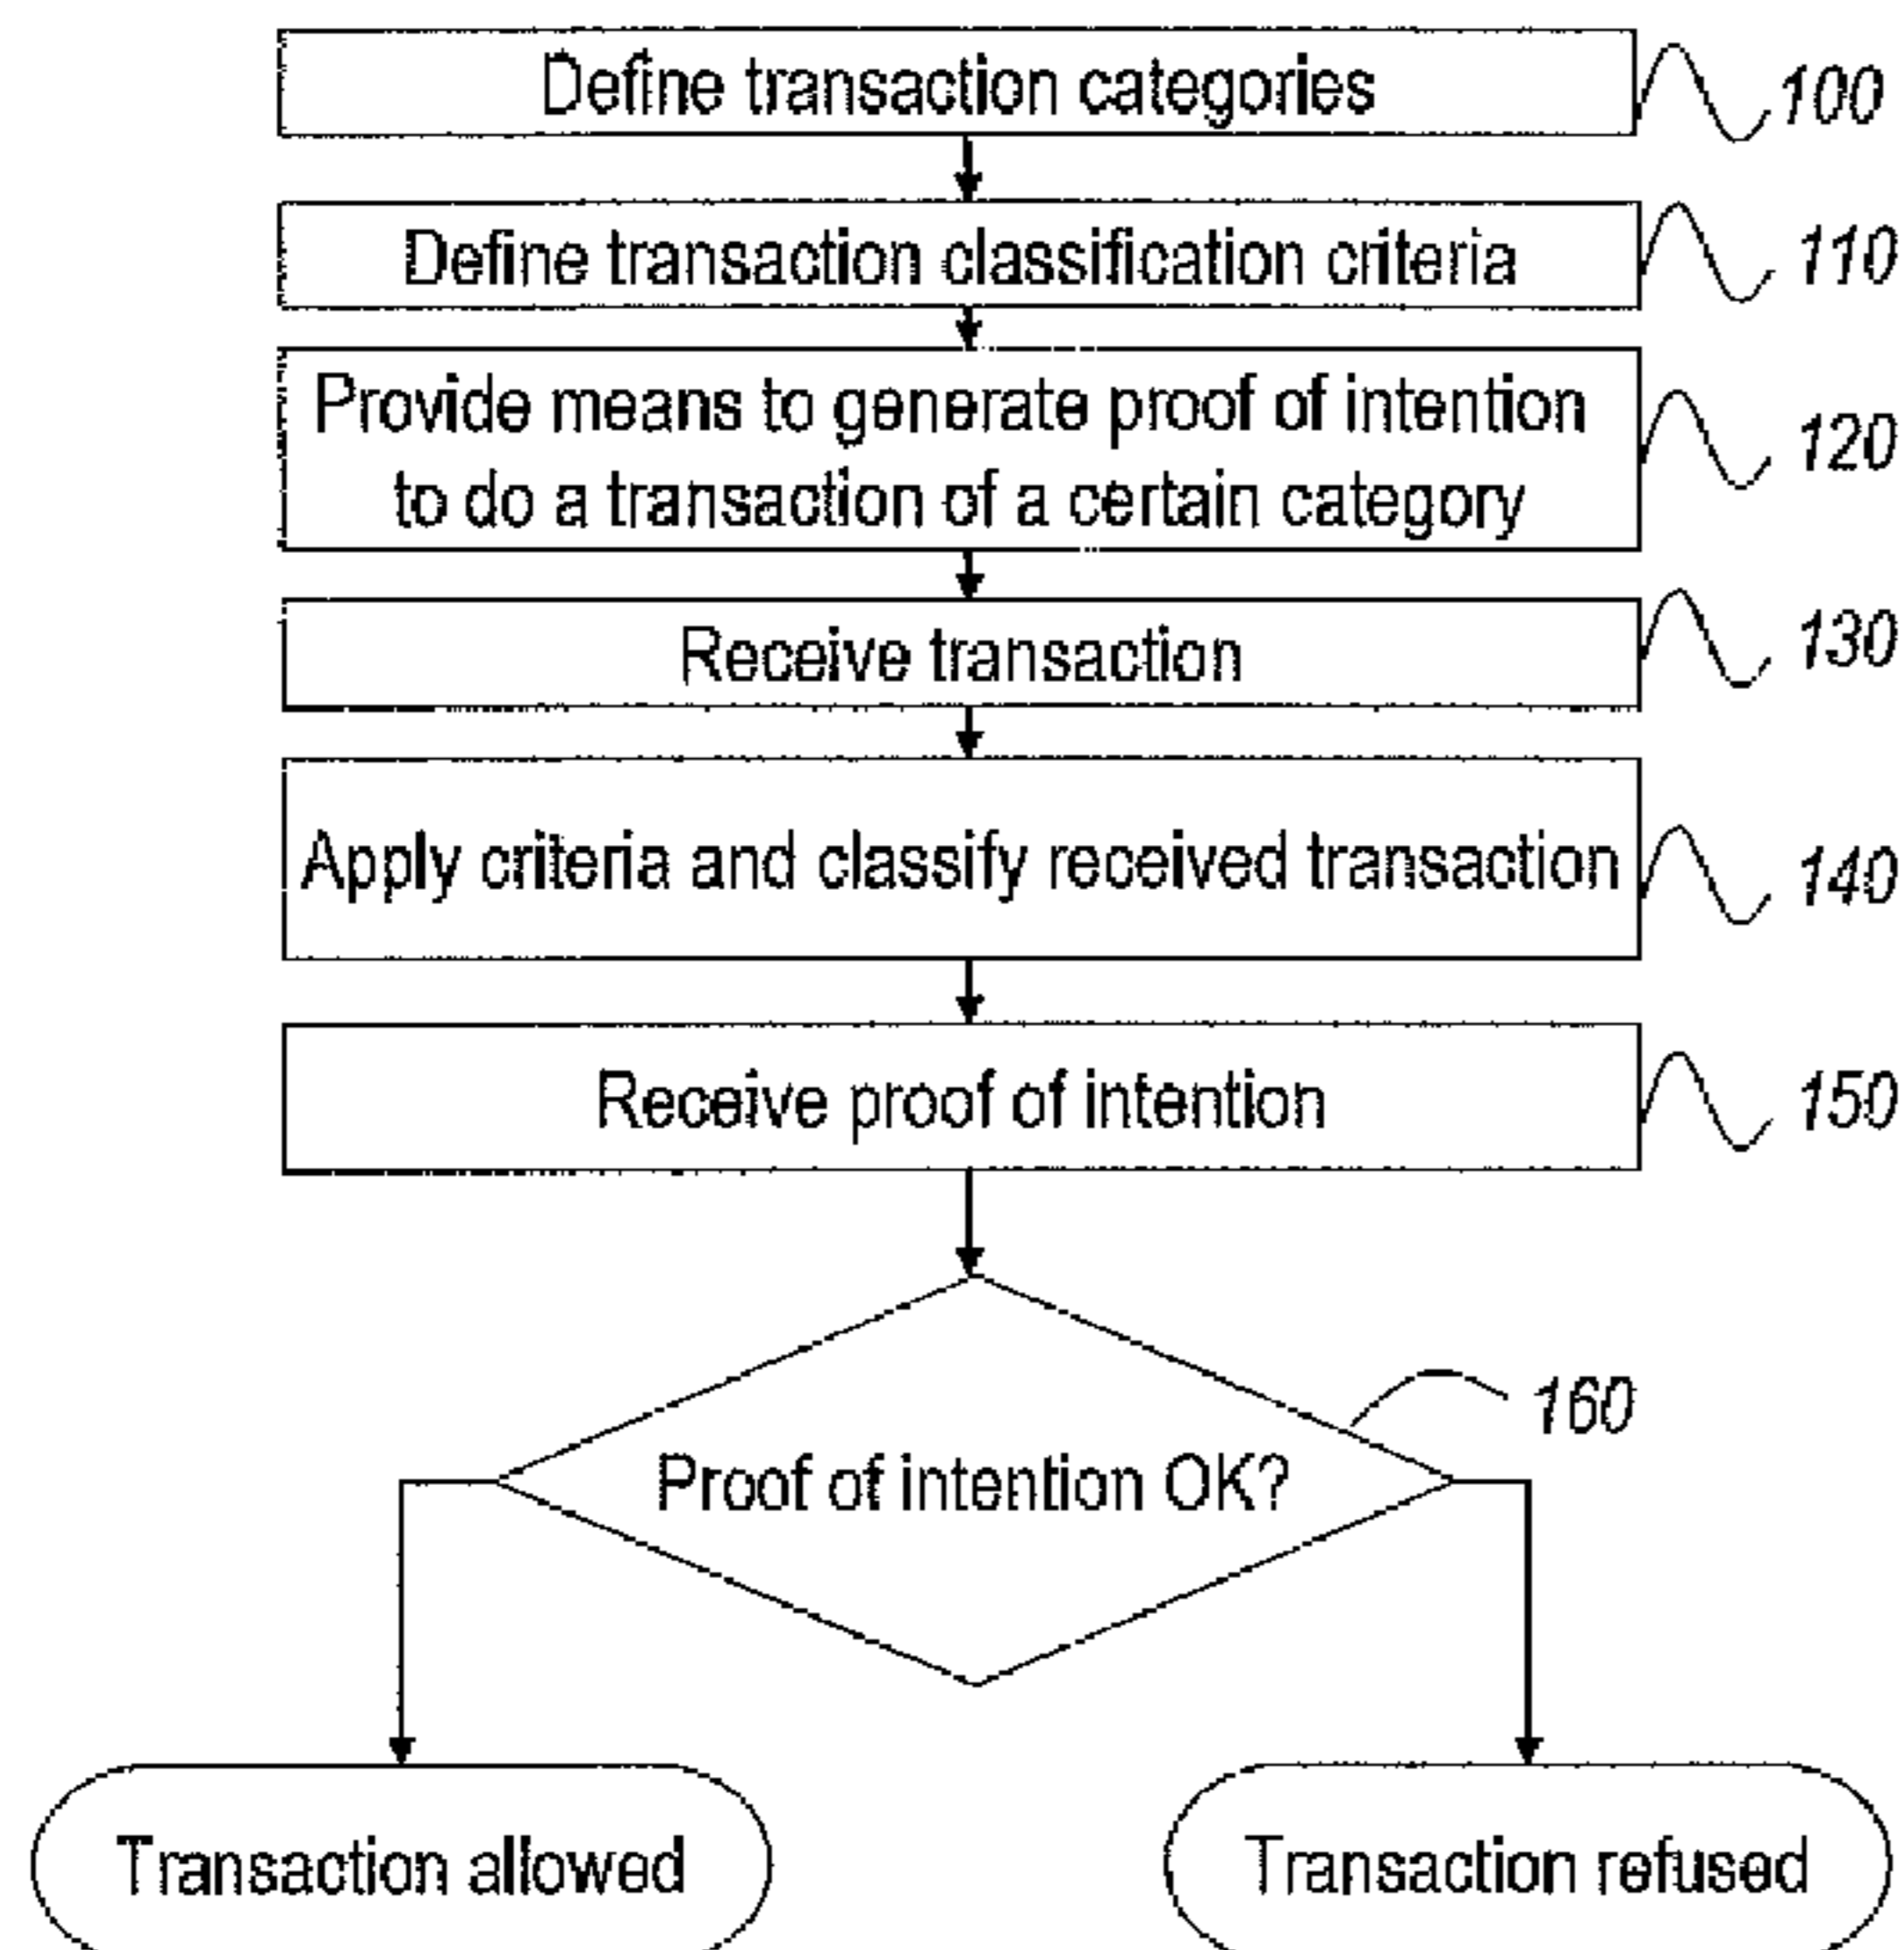 Define transaction categories
100
Define transaction classification criteria
110
Provide means to generate proof of intention
to do a transaction of a certain category
120
Receive transaction
130
Apply criteria and classify received transaction
140
Receive proof of intention
150
160
Proof of intention OK?
Transaction allowed
Transaction refused